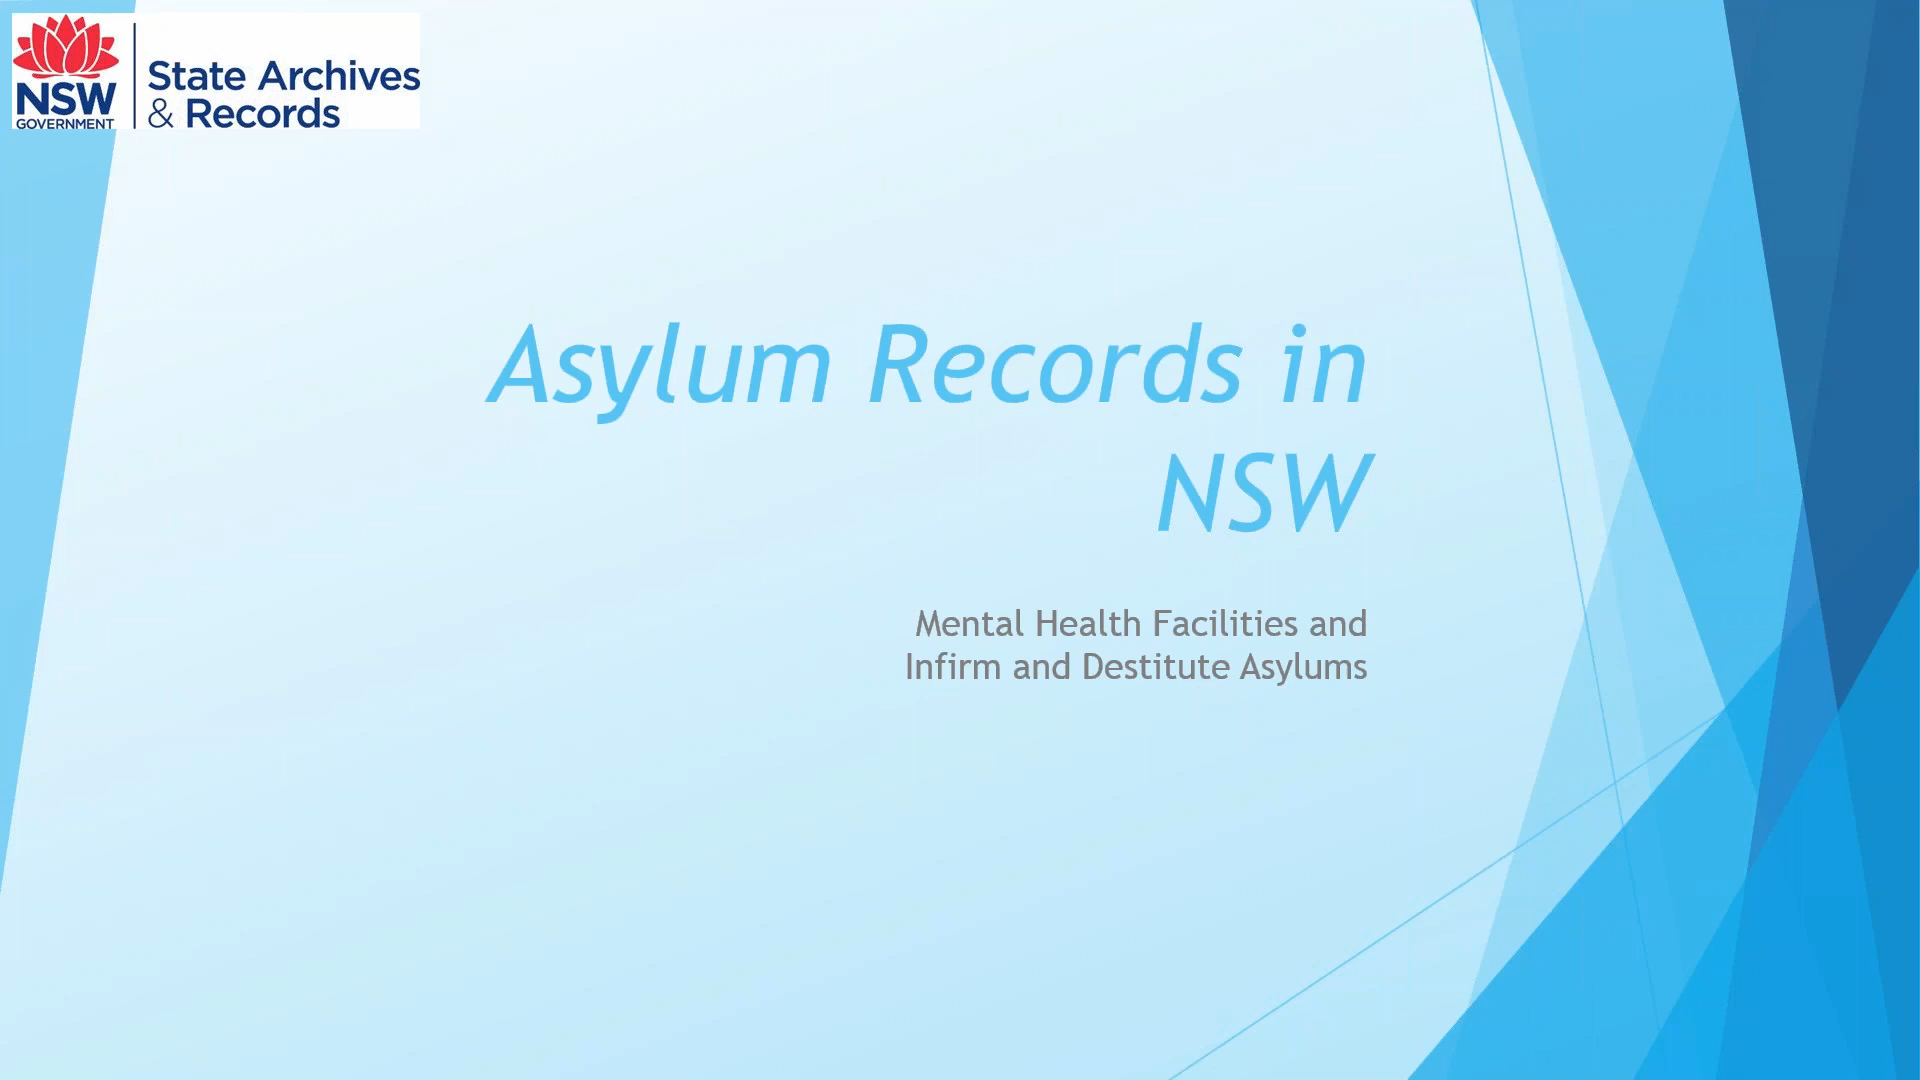 NSW
GOVERNMENT
State Archives
& Records
Asylum Records in
NSW
Mental Health Facilities and
Infirm and Destitute Asylums